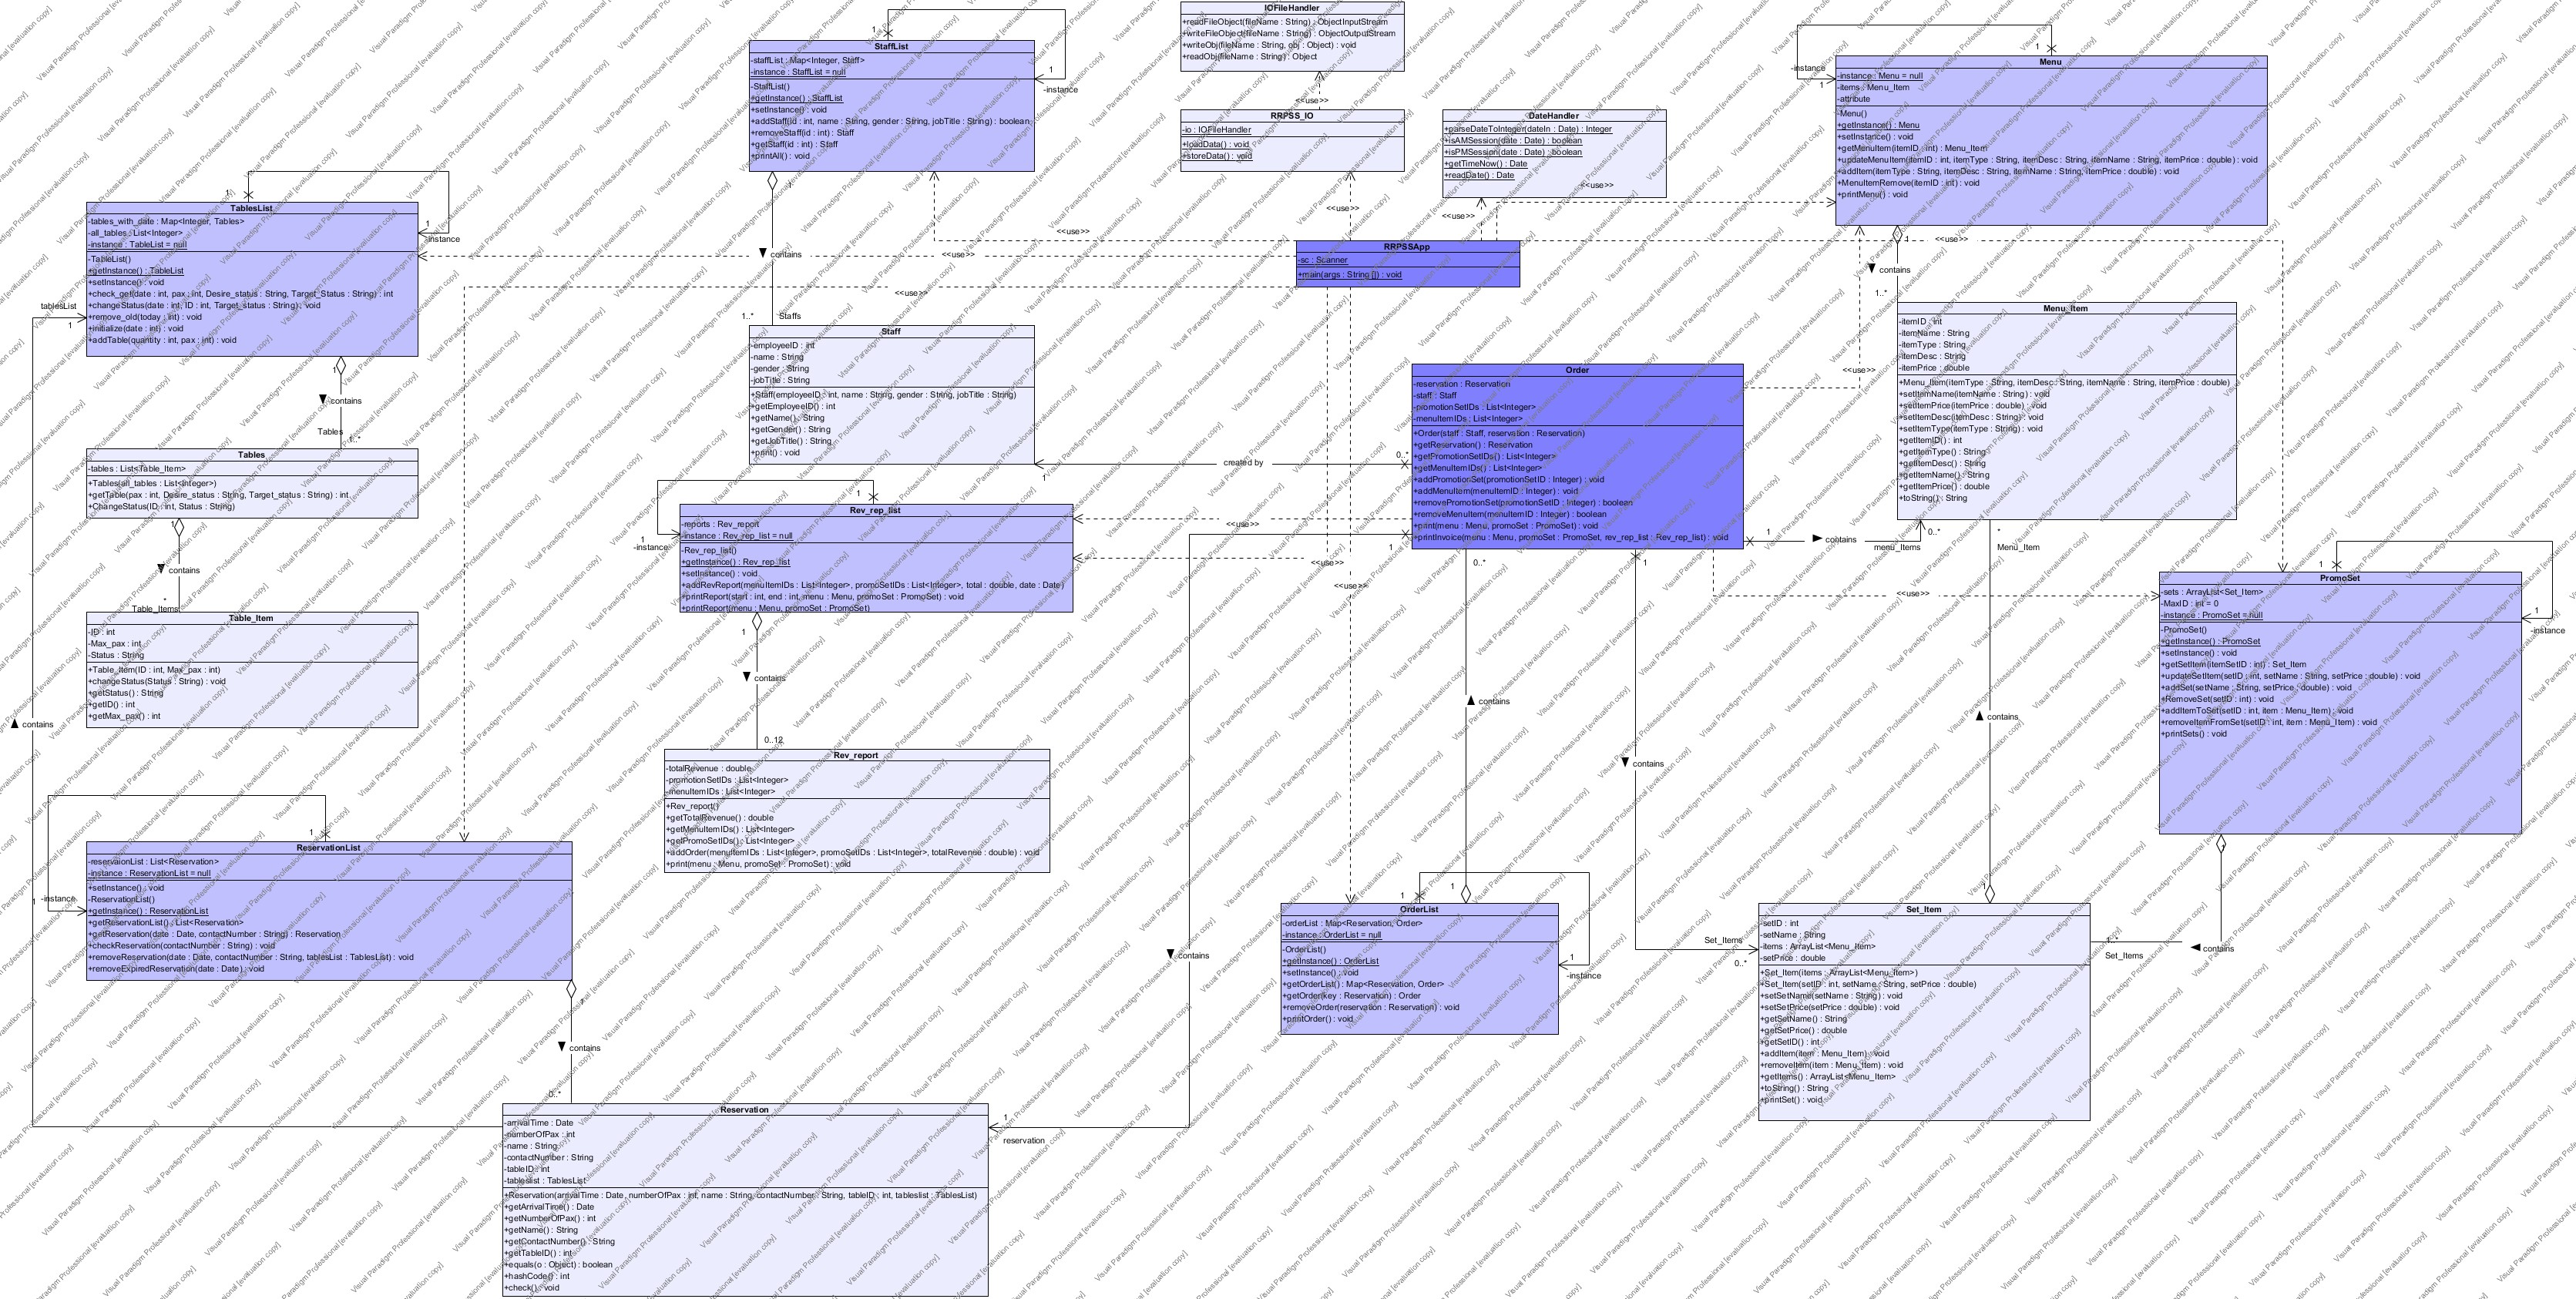 IOFileHandler
+readFileObject(fileName : String) : ObjectInputStream
+writeFileObject(fileName : String) : ObjectOutputStream
+writeObj(fileName : String, obj : Object) : void
+readObj(fileName : String) : Object
<<use>>
RRPSS_IO
-io : IOFileHandler
+loadData() : void
+storeData() : void
<<use>>
DateHandler
+parseDateToInteger(dateIn : Date) : Integer
+isAMSession(date : Date) : boolean
+isPMSession(date : Date) : boolean
+getTimeNow() : Date
+readDate() : Date
<<use>>
<<use>>
StaffList
-staffList : Map<Integer, Staff>
-instance : StaffList = null
-StaffList()
+getInstance() : StaffList
+setInstance() : void
+addStaff(id : int, name : String, gender : String, jobTitle : String) : boolean
+removeStaff(id : int) : Staff
+getStaff(id : int) : Staff
+printAll() : void
1
1
-instance
1
contains
1..*
Staffs
Menu
-instance : Menu = null
-items : Menu_Item
-attribute
-Menu()
+getInstance() : Menu
+setInstance() : void
+getMenuItem(itemID : int) : Menu_Item
+updateMenuItem(itemID : int, itemType : String, itemDesc : String, itemName : String, itemPrice : double) : void
+addItem(itemType : String, itemDesc : String, itemName : String, itemPrice : double) : void
+MenuItemRemove(itemID : int) : void
+printMenu() : void
1
-instance
1
1
contains
1..*
<<use>>
TablesList
-tables_with_date : Map<Integer, Tables>
-all_tables : List<Integer>
-instance : TableList = null
-TableList()
+getInstance() : TableList
+setInstance() : void
+check_get(date : int, pax : int, Desire_status : String, Target_Status : String) : int
+changeStatus(date : int, ID : int, Target_status : String) : void
+remove_old(today : int) : void
+initialize(date : int) : void
+addTable(quantity : int, pax : int) : void
1
1
-instance
tablesList
1
1
contains
Tables
1..*
RRPSSApp
-sc : Scanner
+main(args : String []) : void
<<use>>
<<use>>
<<use>>
Staff
-employeeID : int
-name : String
-gender : String
-jobTitle : String
+Staff(employeeID : int, name : String, gender : String, jobTitle : String)
+getEmployeeID() : int
+getName() : String
+getGender() : String
+getJobTitle() : String
+print() : void
1
created by
0..*
Menu_Item
-itemID : int
-itemName : String
-itemType : String
-itemDesc : String
-itemPrice : double
+Menu_Item(itemType : String, itemDesc : String, itemName : String, itemPrice : double)
+setItemName(itemName : String) : void
+setItemPrice(itemPrice : double) : void
+setItemDesc(itemDesc : String) : void
+setItemType(itemType : String) : void
+getItemID() : int
+getItemType() : String
+getItemDesc() : String
+getItemName() : String
+getItemPrice() : double
+toString() : String
Order
-reservation : Reservation
-staff : Staff
-promotionSetIDs : List<Integer>
-menuItemIDs : List<Integer>
+Order(staff : Staff, reservation : Reservation)
+getReservation() : Reservation
+getPromotionSetIDs() : List<Integer>
+getMenuItemIDs() : List<Integer>
+addPromotionSet(promotionSetID : Integer) : void
+addMenuItem(menuItemID : Integer) : void
+removePromotionSet(promotionSetID : Integer) : boolean
+removeMenuItem(menuItemID : Integer) : boolean
+print(menu : Menu, promoSet : PromoSet) : void
+printInvoice(menu : Menu, promoSet : PromoSet, rev_rep_list : Rev_rep_list) : void
<<use>>
1
contains
menu_Items
0..*
*
Menu_Item
Tables
-tables : List<Table_Item>
+Tables(all_tables : List<Integer>)
+getTable(pax : int, Desire_status : String, Target_status : String) : int
+ChangeStatus(ID : int, Status : String)
1
contains
*
Table_Items
Table_Item
-ID : int
-Max_pax : int
-Status : String
+Table_Item(ID : int, Max_pax : int)
+changeStatus(Status : String) : void
+getStatus() : String
+getID() : int
+getMax_pax() : int
contains
Rev_rep_list
-reports : Rev_report
-instance : Rev_rep_list = null
-Rev_rep_list()
+getInstance() : Rev_rep_list
+setInstance() : void
+addRevReport(menuItemIDs : List<Integer>, promoSetIDs : List<Integer>, total : double, date : Date)
+printReport(start : int, end : int, menu : Menu, promoSet : PromoSet) : void
+printReport(menu : Menu, promoSet : PromoSet)
1
1
-instance
<<use>>
<<use>>
<<use>>
1
contains
0..12
Rev_report
-totalRevenue : double
-promotionSetIDs : List<Integer>
-menuItemIDs : List<Integer>
+Rev_report()
+getTotalRevenue() : double
+getMenuItemIDs() : List<Integer>
+getPromoSetIDs() : List<Integer>
+addOrder(menuItemIDs : List<Integer>, promoSetIDs : List<Integer>, totalRevenue : double) : void
+print(menu : Menu, promoSet : PromoSet) : void
1
0..*
1
contains
contains
<<use>>
contains
PromoSet
-sets : ArrayList<Set_Item>
-MaxID : int = 0
-instance : PromoSet = null
-PromoSet()
+getInstance() : PromoSet
+setInstance() : void
+getSetItem(itemSetID : int) : Set_Item
+updateSetItem(setID : int, setName : String, setPrice : double) : void
+addSet(setName : String, setPrice : double) : void
+RemoveSet(setID : int) : void
+addItemToSet(setID : int, item : Menu_Item) : void
+removeItemFromSet(setID : int, item : Menu_Item) : void
+printSets() : void
1
1
-instance
ReservationList
-reservaionList : List<Reservation>
-instance : ReservationList = null
+setInstance() : void
-ReservationList()
+getInstance() : ReservationList
+getReservationList() : List<Reservation>
+getReservation(date : Date, contactNumber : String) : Reservation
+checkReservation(contactNumber : String) : void
+removeReservation(date : Date, contactNumber : String, tablesList : TablesList) : void
+removeExpiredReservation(date : Date) : void
1
1
-instance
contains
0..*
OrderList
-orderList : Map<Reservation, Order>
-instance : OrderList = null
-OrderList()
+getInstance() : OrderList
+setInstance() : void
+getOrderList() : Map<Reservation, Order>
+getOrder(key : Reservation) : Order
+removeOrder(reservation : Reservation) : void
+printOrder() : void
1
1
1
-instance
contains
Set_Items
0..*
Set_Item
-setID : int
-setName : String
-items : ArrayList<Menu_Item>
-setPrice : double
+Set_Item(items : ArrayList<Menu_Item>)
+Set_Item(setID : int, setName : String, setPrice : double)
+setSetName(setName : String) : void
+setSetPrice(setPrice : double) : void
+getSetName() : String
+getSetPrice() : double
+getSetID() : int
+addItem(item : Menu_Item) : void
+removeItem(item : Menu_Item) : void
+getItems() : ArrayList<Menu_Item>
+toString() : String
+printSet() : void
1
1..*
Set_Items
contains
Reservation
-arrivalTime : Date
-numberOfPax : int
-name : String
-contactNumber : String
-tableID : int
-tableslist : TablesList
+Reservation(arrivalTime : Date, numberOfPax : int, name : String, contactNumber : String, tableID : int, tableslist : TablesList)
+getArrivalTime() : Date
+getNumberOfPax() : int
+getName() : String
+getContactNumber() : String
+getTableID() : int
+equals(o : Object) : boolean
+hashCode() : int
+check() : void
1
reservation
Visual Paradigm Professional [evaluation copy]